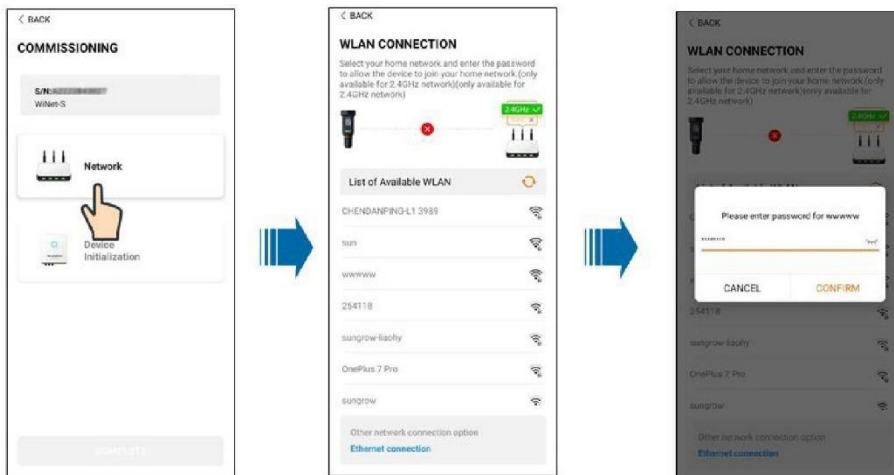 < BACK
COMMISSIONING
S/N:
WiNet-S
Network
Device
Initialization
COMPLETE
< BACK
WLAN CONNECTION
Select your home network and enter the password
to allow the device to join your home network.(only
available for 2.4GHz network)(only available for
2.4GHz network)
2.4GHz
List of Available WLAN
CHENDANPING-L1 3989
sun
wwwww
254118
sungrow-liaohy
OnePlus 7 Pro
sungrow
Other network connection option
Ethernet connection
< BACK
WLAN CONNECTION
Select your home network and enter the password
to allow the device to join your home network.(only
available for 2.4GHz network)(only available for
2.4GHz network)
2.4GHz
Please enter password for wwwww
CANCEL
CONFIRM
254118
sungrow-liaohy
OnePlus 7 Pro
sungrow
Other network connection option
Ethernet connection